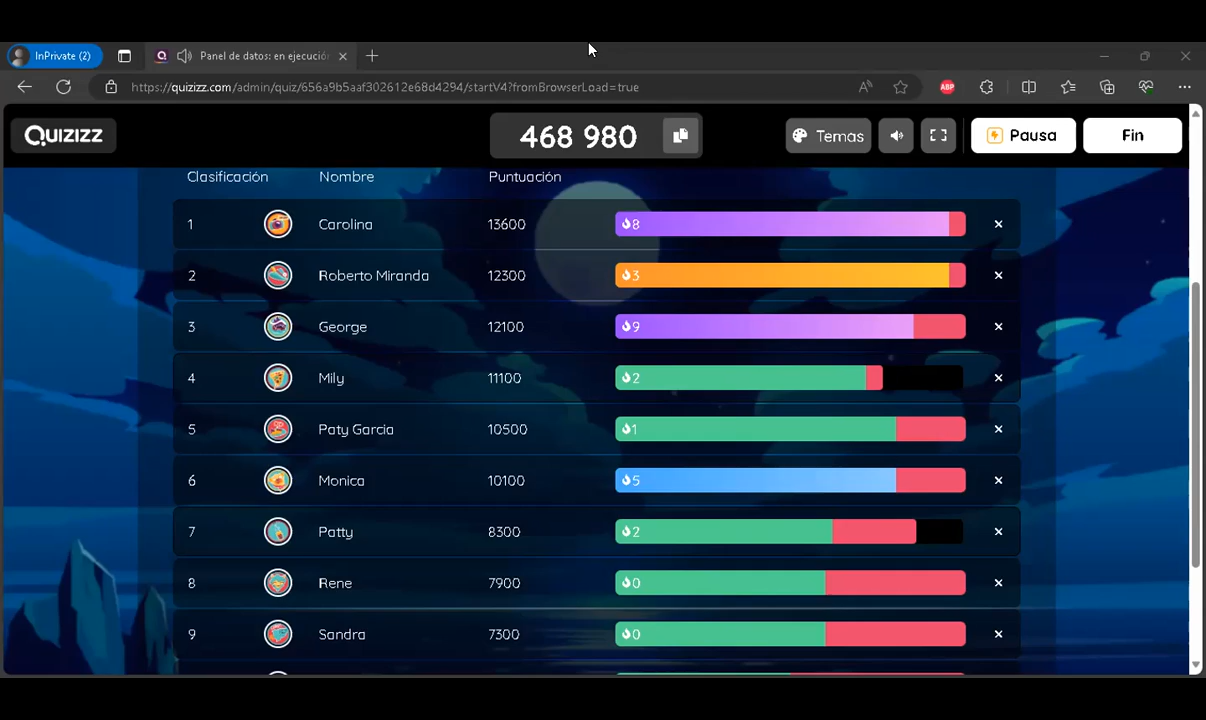 InPrivate (2)
Panel de datos: en ejecución
https://quizizz.com/admin/quiz/656a9b5aaf302612e68d4294/startV4?fromBrowserLoad=true
ABP
Quizizz
468 980
Temas
Pausa
Fin
Clasificación Nombre Puntuación
1 Carolina 13600 8
2 Roberto Miranda 12300 3
3 George 12100 9
4 Mily 11100 2
5 Paty Garcia 10500 1
6 Monica 10100 5
7 Patty 8300 2
8 Rene 7900 0
9 Sandra 7300 0